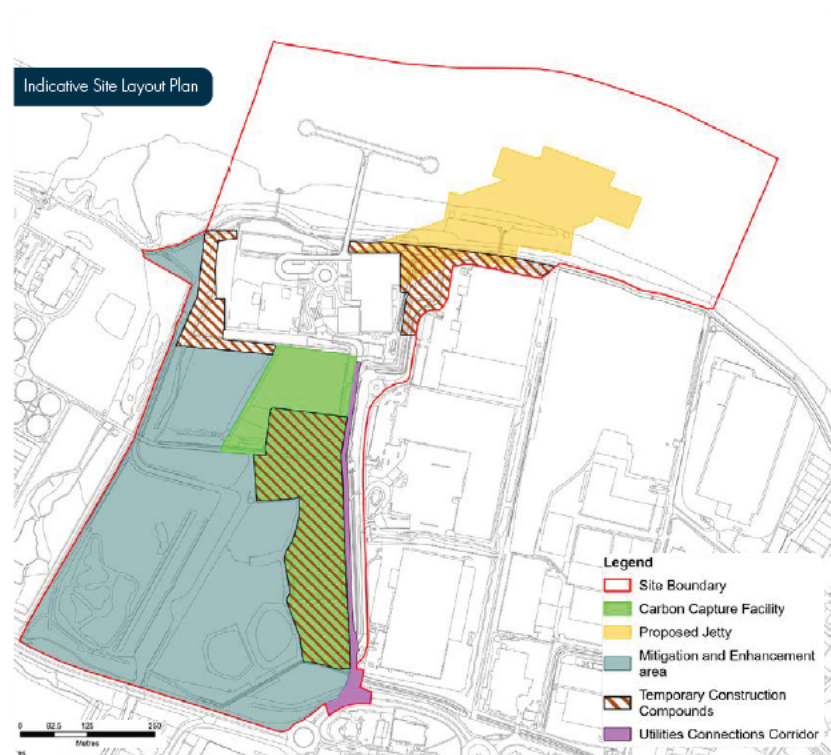 Indicative Site Layout Plan
Legend
Site Boundary
Carbon Capture Facility
Proposed Jetty
Mitigation and Enhancement
area
Temporary Construction
Compounds
Utilities Connections Corridor
0 62.5 125 250
Metres